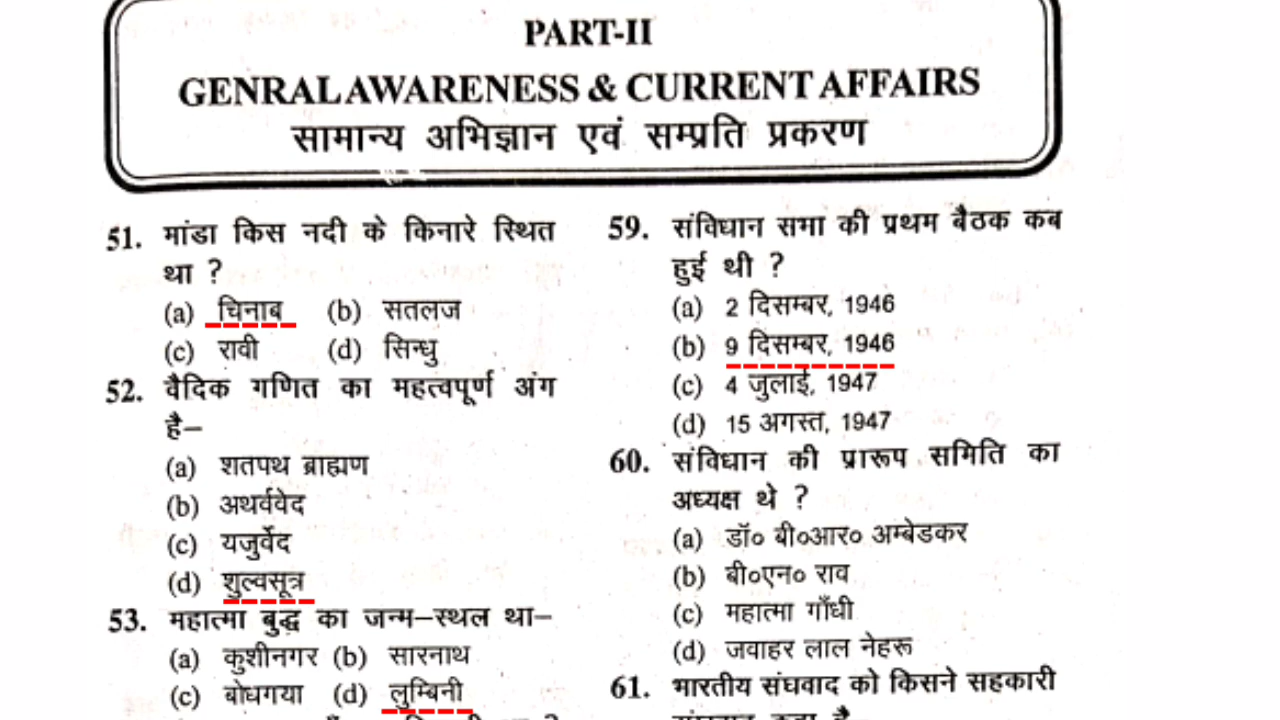 PART-II
GENRAL AWARENESS & CURRENT AFFAIRS
सामान्य अभिज्ञान एवं सम्प्रति प्रकरण
51. मांडा किस नदी के किनारे स्थित
था ?
(a) चिनाब (b) सतलज
(c) रावी (d) सिन्धु
52. वैदिक गणित का महत्वपूर्ण अंग
है–
(a) शतपथ ब्राह्मण
(b) अथर्ववेद
(c) यजुर्वेद
(d) शुल्वसूत्र
53. महात्मा बुद्ध का जन्म–स्थल था–
(a) कुशीनगर (b) सारनाथ
(c) बोधगया (d) लुम्बिनी
59. संविधान सभा की प्रथम बैठक कब
हुई थी ?
(a) 2 दिसम्बर, 1946
(b) 9 दिसम्बर, 1946
(c) 4 जुलाई, 1947
(d) 15 अगस्त, 1947
60. संविधान की प्रारूप समिति का
अध्यक्ष थे ?
(a) डॉ० बी०आर० अम्बेडकर
(b) बी०एन० राव
(c) महात्मा गाँधी
(d) जवाहर लाल नेहरू
61. भारतीय संघवाद को किसने सहकारी